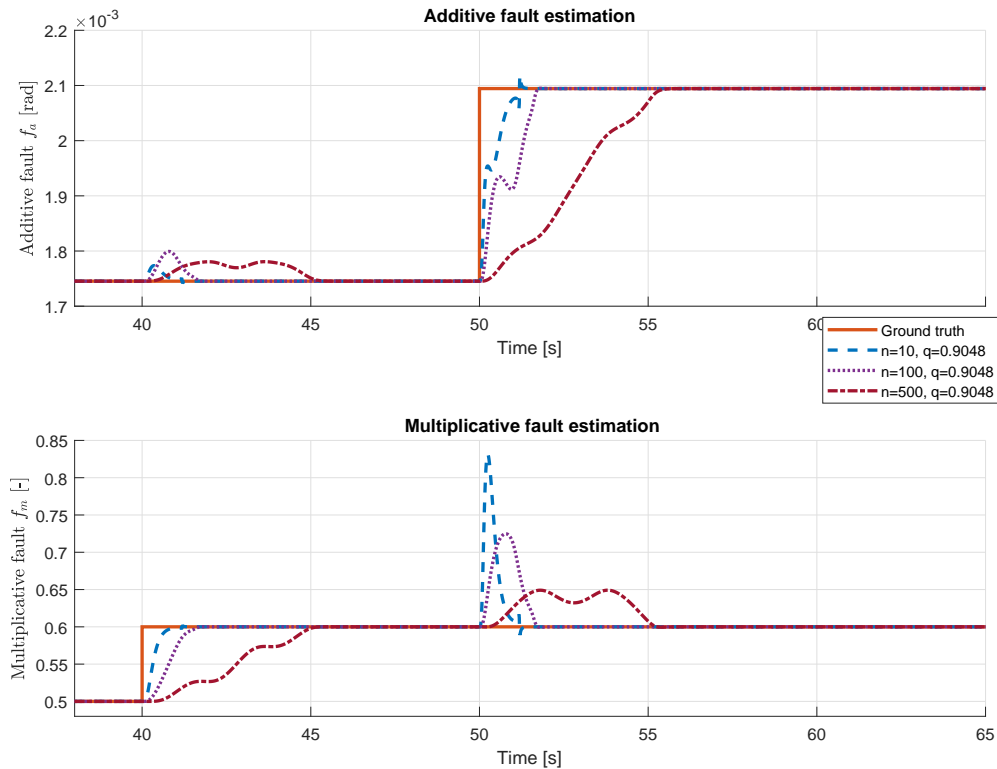 Additive fault estimation
×10⁻³
2.2
2.1
2
1.9
1.8
1.7
Additive fault fₐ [rad]
40
45
50
55
60
65
Time [s]
Ground truth
n=10, q=0.9048
n=100, q=0.9048
n=500, q=0.9048
Multiplicative fault estimation
0.85
0.8
0.75
0.7
0.65
0.6
0.55
0.5
Multiplicative fault fₘ [-]
40
45
50
55
60
65
Time [s]